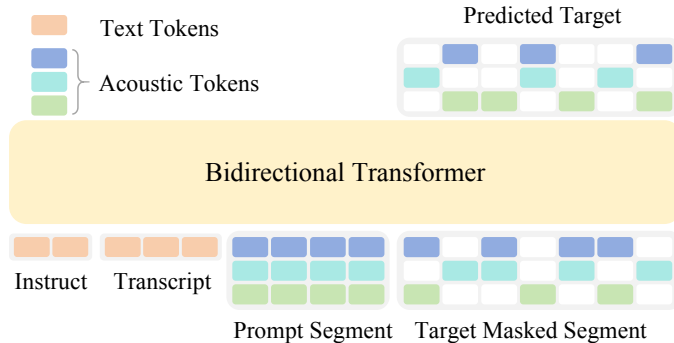 Text Tokens
Acoustic Tokens
Predicted Target
Bidirectional Transformer
Instruct
Transcript
Prompt Segment
Target Masked Segment